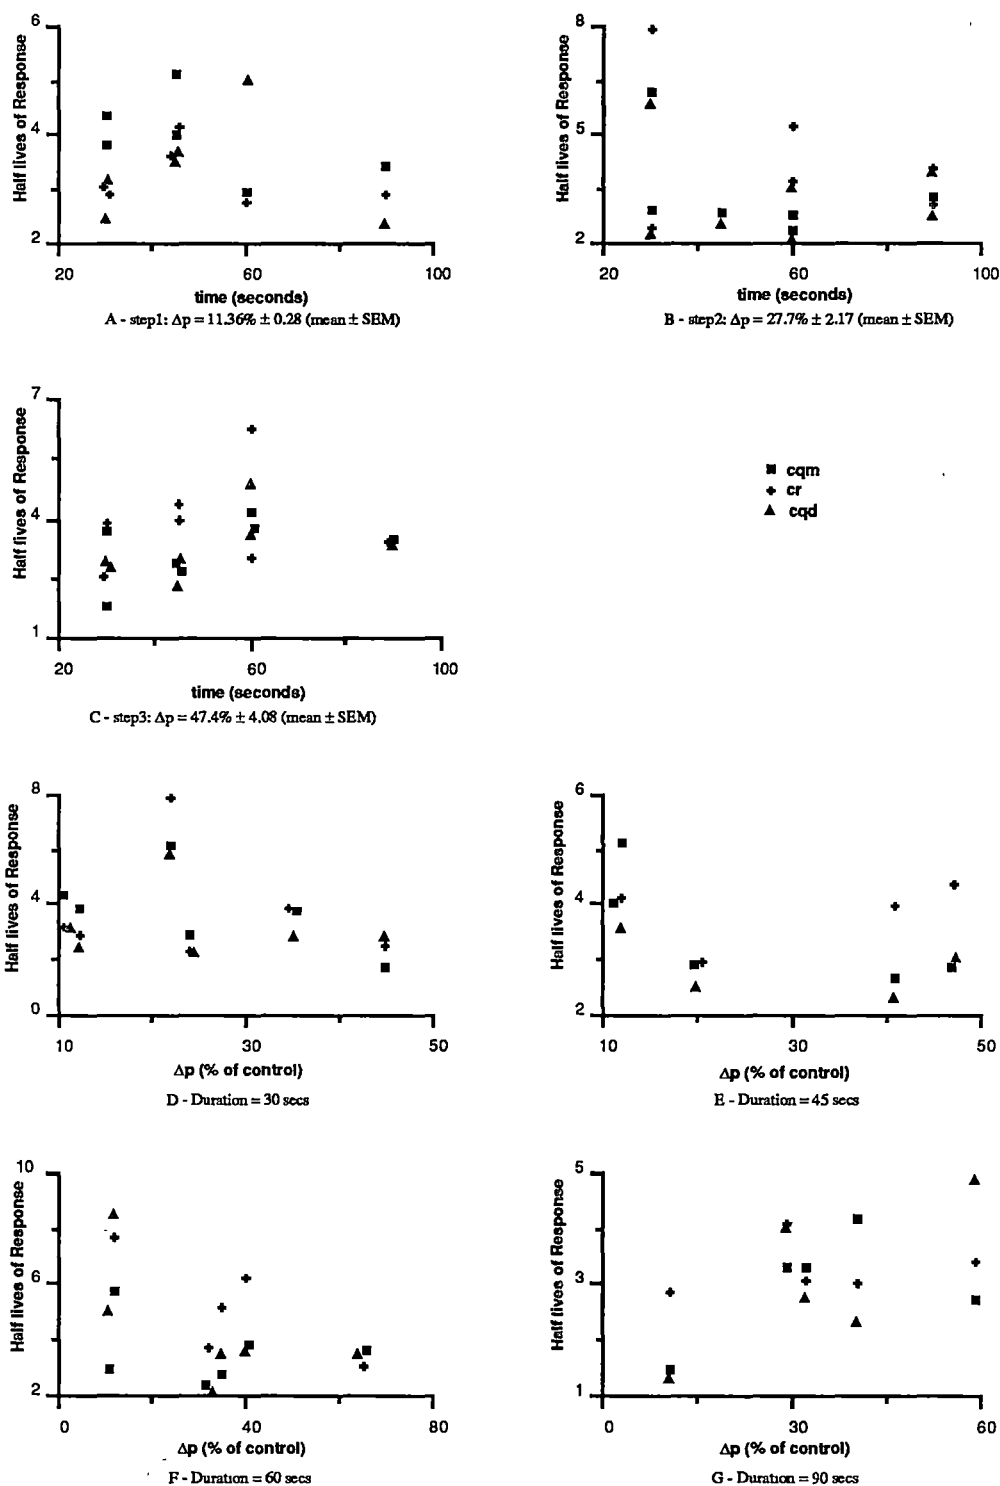 6
4
2
Half lives of Response
20 60 100
time (seconds)
A - step1: Δp = 11.36% ± 0.28 (mean ± SEM)
8
5
2
Half lives of Response
20 60 100
time (seconds)
B - step2: Δp = 27.7% ± 2.17 (mean ± SEM)
7
4
1
Half lives of Response
20 60 100
time (seconds)
C - step3: Δp = 47.4% ± 4.08 (mean ± SEM)
cqm
cr
cqd
8
4
0
Half lives of Response
10 30 50
Δp (% of control)
D - Duration = 30 secs
6
4
2
Half lives of Response
10 30 50
Δp (% of control)
E - Duration = 45 secs
10
6
2
Half lives of Response
0 40 80
Δp (% of control)
F - Duration = 60 secs
5
3
1
Half lives of Response
0 30 60
Δp (% of control)
G - Duration = 90 secs